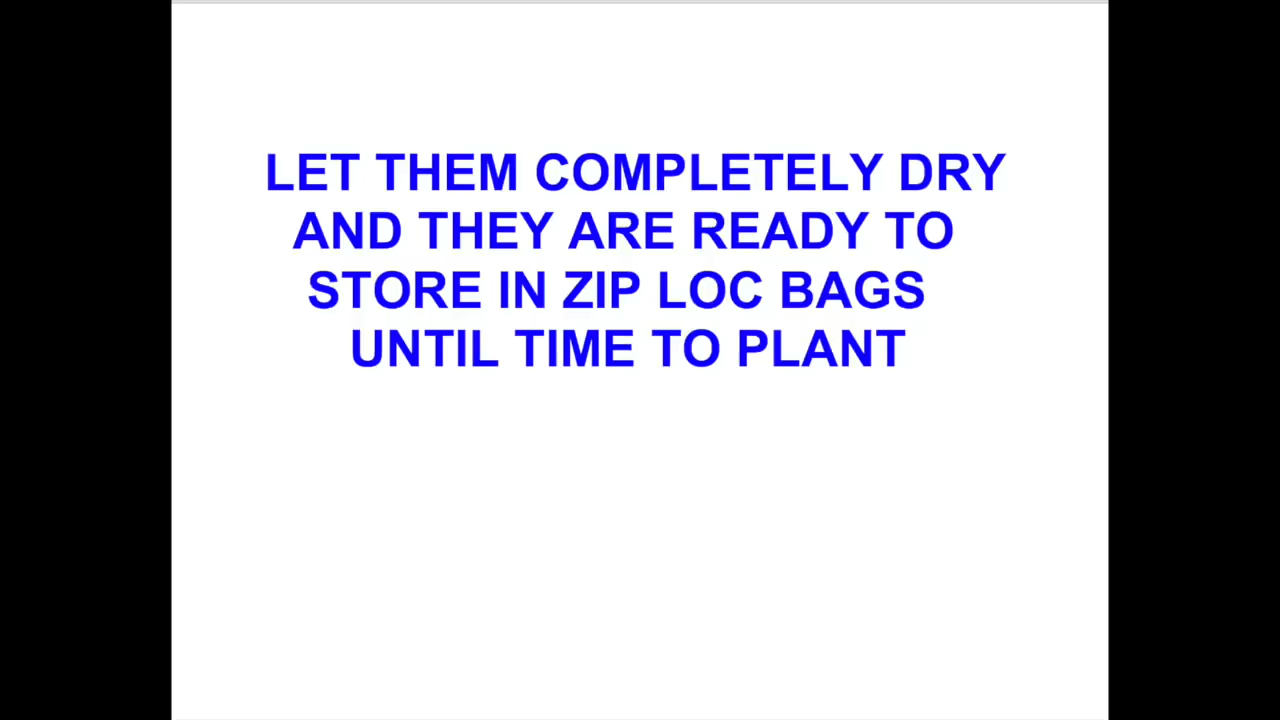 LET THEM COMPLETELY DRY
AND THEY ARE READY TO
STORE IN ZIP LOC BAGS
UNTIL TIME TO PLANT